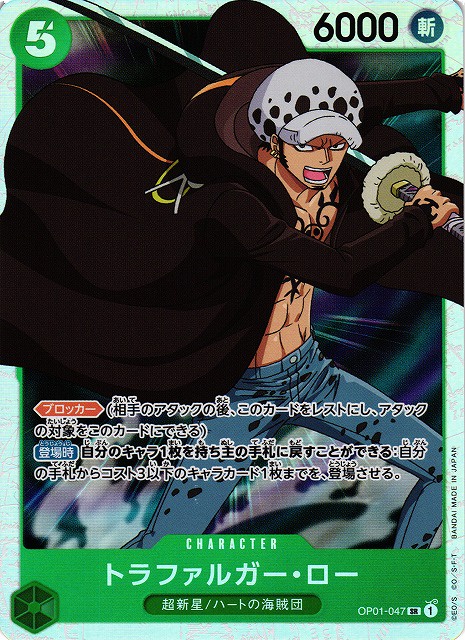 5
6000 斬
ブロッカー (相手のアタックの後、このカードをレストにし、アタック
の対象をこのカードにできる)
登場時 自分のキャラ1枚を持ち主の手札に戻すことができる:自分
の手札からコスト3以下のキャラカード1枚までを、登場させる。
CHARACTER
トラファルガー・ロー
超新星/ハートの海賊団
OP01-047 SR 1
©EO/S ©O/S・F・T BANDAI MADE IN JAPAN